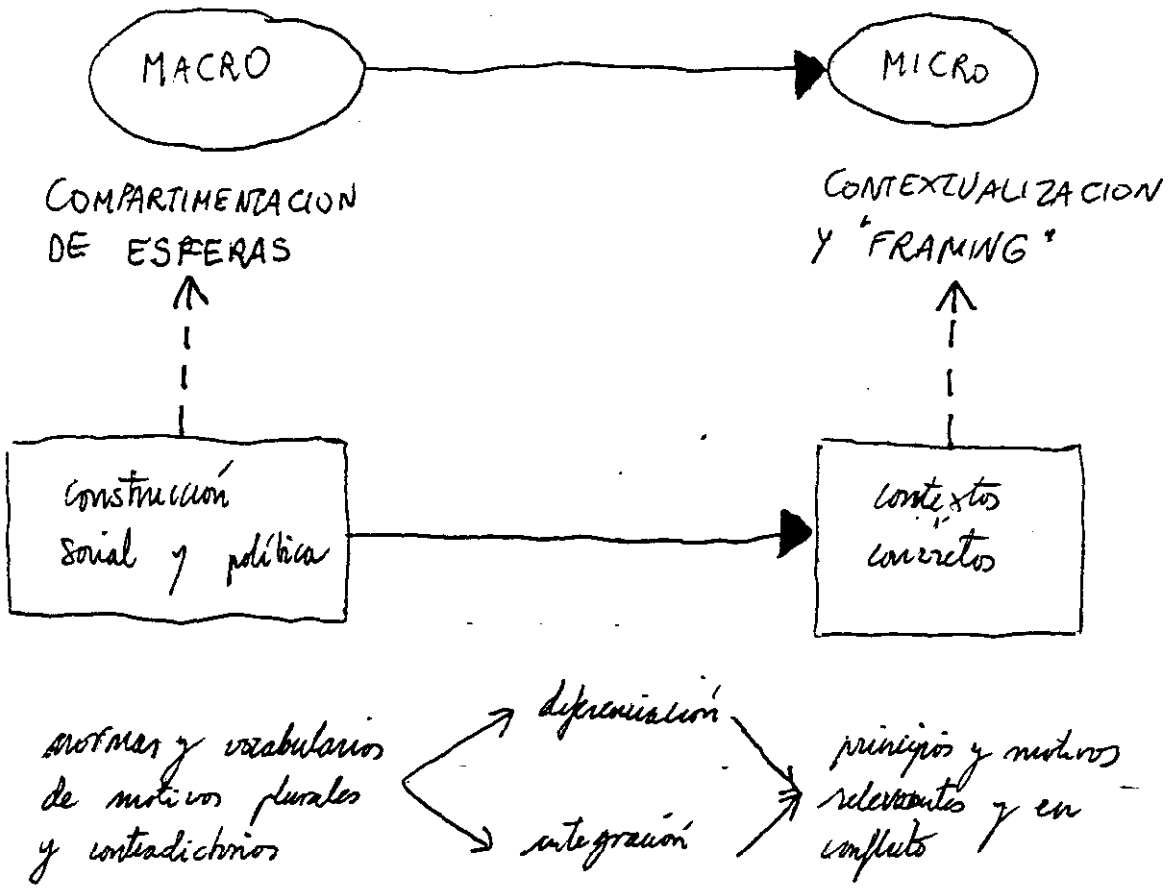 MACRO
MICRO
COMPARTIMENTACION
DE ESFERAS
CONTEXTUALIZACION
Y "FRAMING"
construcción
social y política
contextos
concretos
normas y vocabularios
de motivos plurales
y contradictorios
diferenciación
integración
principios y motivos
relevantes y en
conflicto